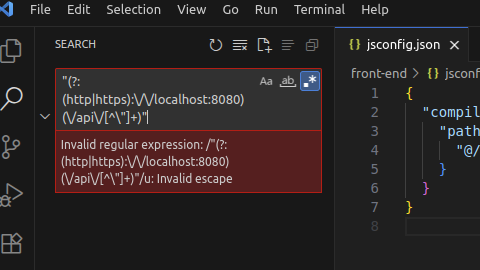 Edit Selection View Go Run Terminal Help
SEARCH
jsconfig.json
"(?:
(http|https):\/\/localhost:8080)
(\/api\/[^\"]+)"
Aa ab .*
Invalid regular expression: /"(?:
(http|https):\/\/localhost:8080)
(\/api\/[^\"]+)"/u: Invalid escape
front-end > jsconfi
1 {
2 "compil
3 "path
4 "@/
5 }
6 }
7 }
8